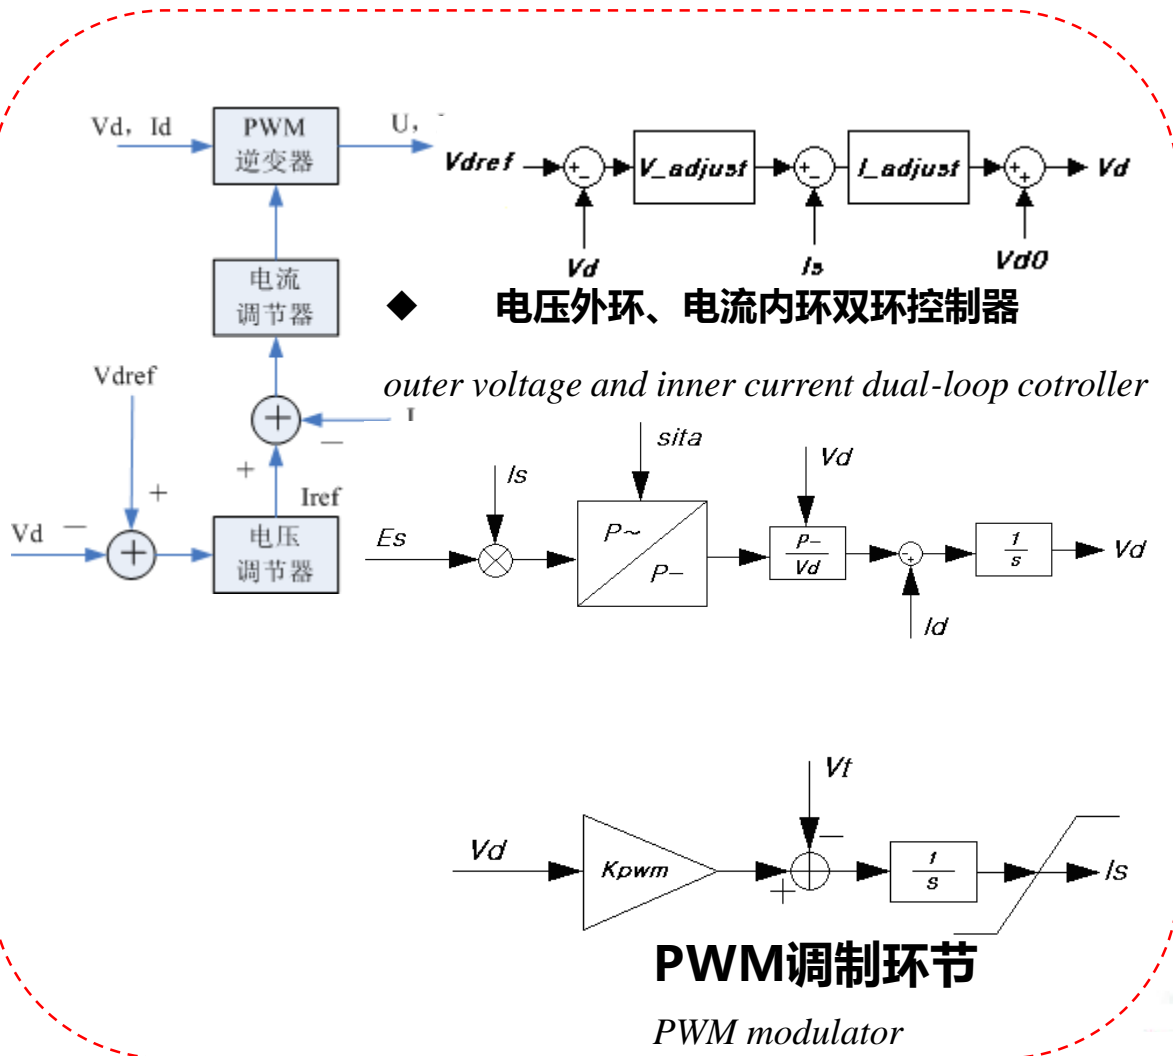 Vd, Id
PWM
逆变器
U,
电流
调节器
Vdref
+
−
+
−
+
Iref
Vd
−
+
电压
调节器
Vdref
+
−
V_adjust
+
−
I_adjust
+
+
Vd
Vd
Is
Vd0
◆ 电压外环、电流内环双环控制器
outer voltage and inner current dual-loop cotroller
Es
Is
sita
P~
P−
Vd
P−
Vd
−
+
Id
1
s
Vd
Vd
Kpwm
Vt
−
+
1
s
Is
PWM调制环节
PWM modulator